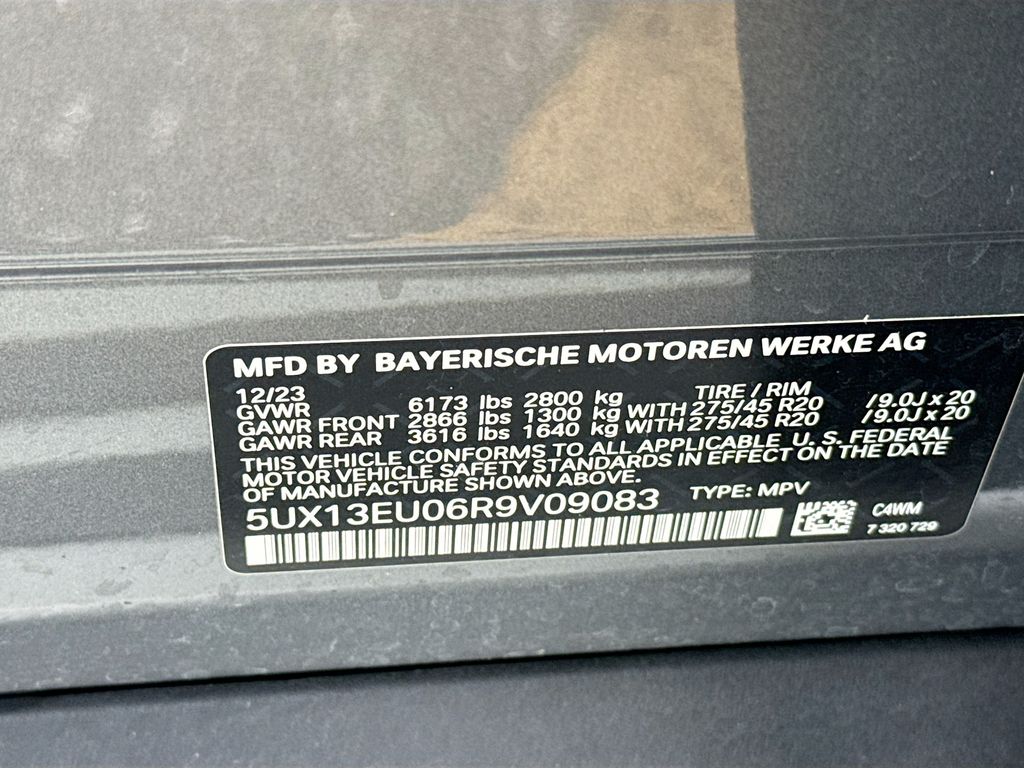 MFD BY BAYERISCHE MOTOREN WERKE AG
12/23 TIRE / RIM
GVWR 6173 lbs 2800 kg
GAWR FRONT 2866 lbs 1300 kg WITH 275/45 R20 /9.0J x 20
GAWR REAR 3616 lbs 1640 kg WITH 275/45 R20 /9.0J x 20
THIS VEHICLE CONFORMS TO ALL APPLICABLE U. S. FEDERAL
MOTOR VEHICLE SAFETY STANDARDS IN EFFECT ON THE DATE
OF MANUFACTURE SHOWN ABOVE.
5UX13EU06R9V09083 TYPE: MPV
C4WM
7 320 729